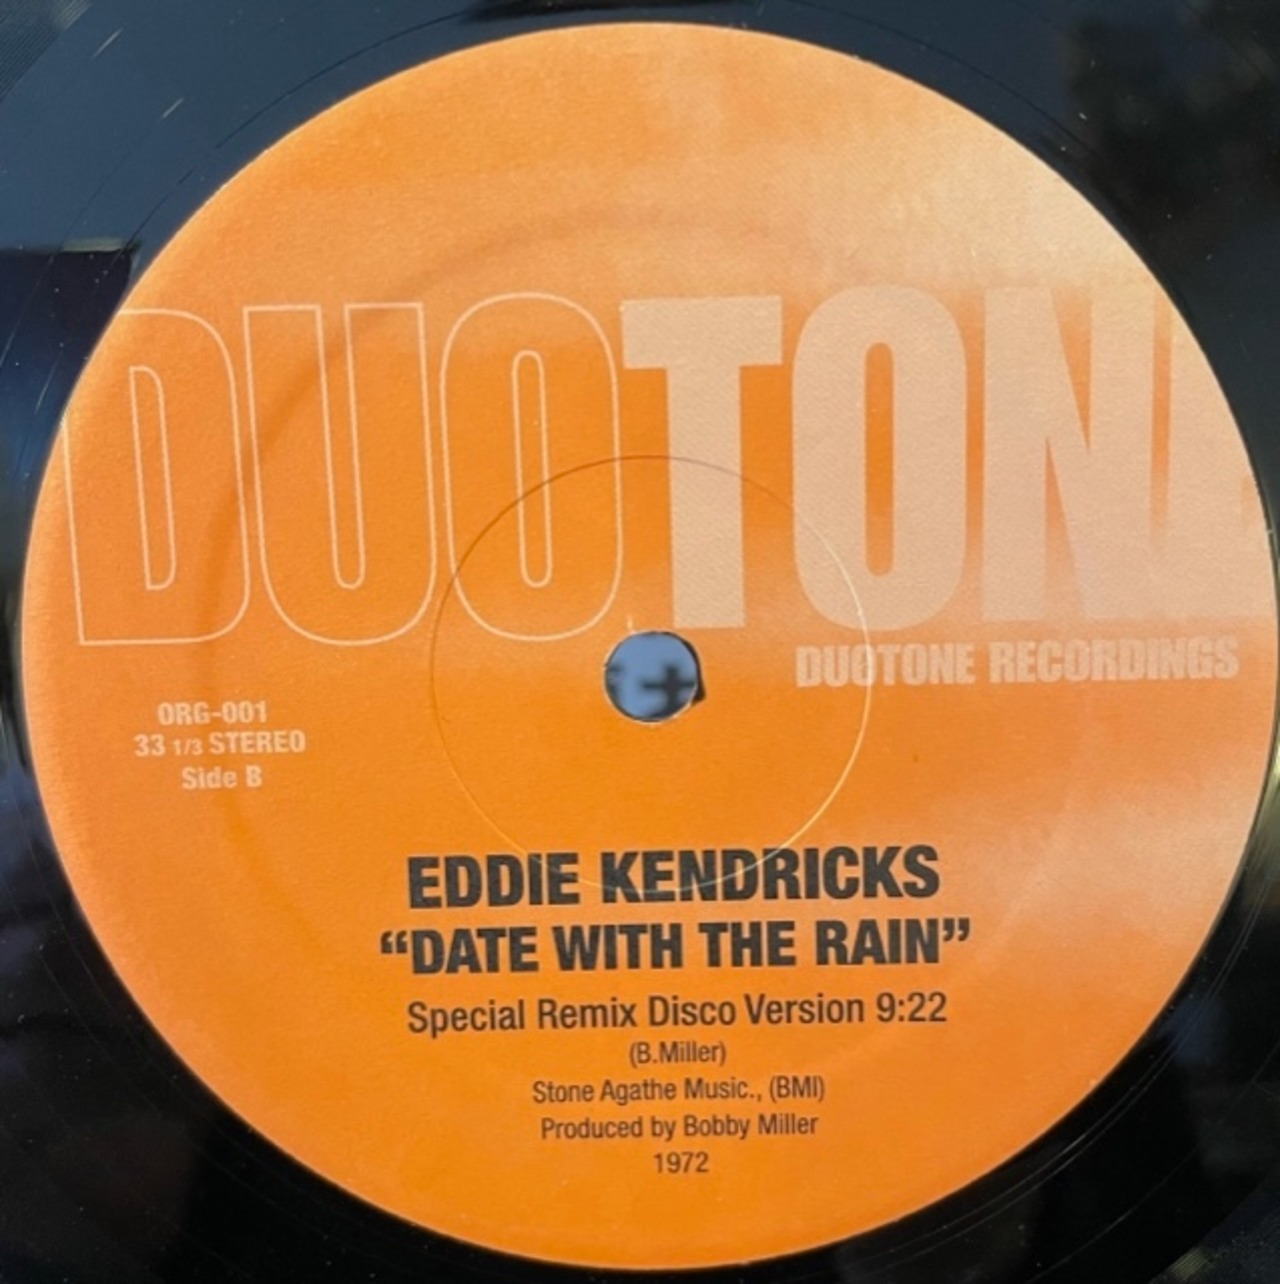 DUOTONE
DUOTONE RECORDINGS
ORG-001
33 1/3 STEREO
Side B
EDDIE KENDRICKS
“DATE WITH THE RAIN”
Special Remix Disco Version 9:22
(B.Miller)
Stone Agathe Music., (BMI)
Produced by Bobby Miller
1972